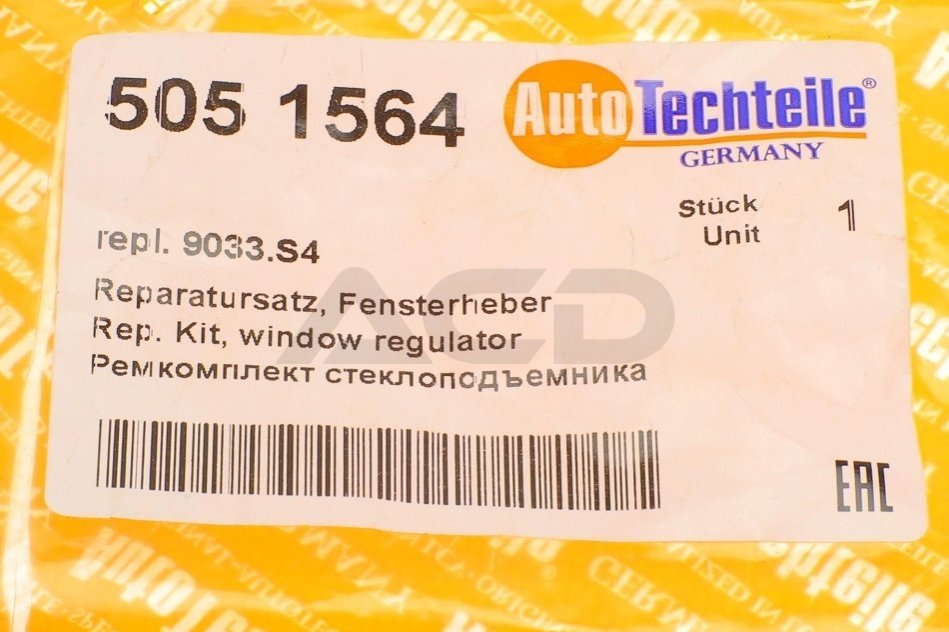 505 1564
AutoTechteile®
GERMANY
Stück 1
Unit
repl. 9033.S4
Reparatursatz, Fensterheber
Rep. Kit, window regulator
Ремкомплект стеклоподъемника
EAC
ACD